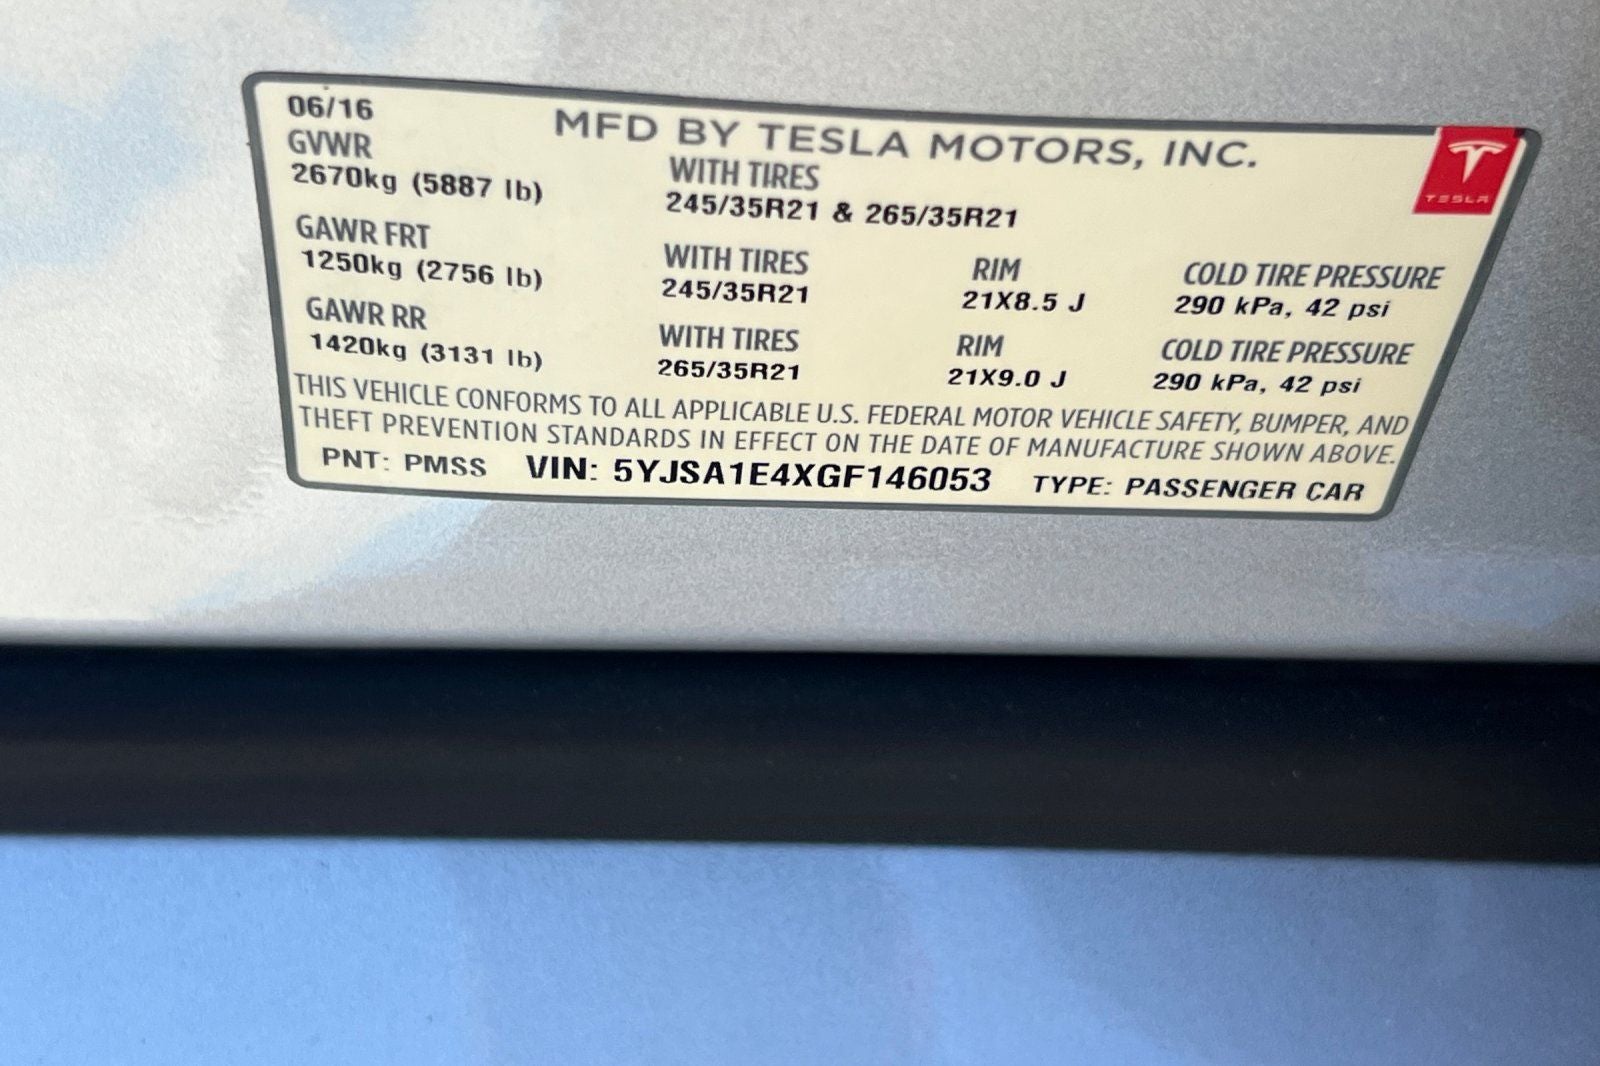 06/16
MFD BY TESLA MOTORS, INC.
TESLA
GVWR
2670kg (5887 lb)
WITH TIRES
245/35R21 & 265/35R21
GAWR FRT
1250kg (2756 lb)
WITH TIRES
245/35R21
RIM
21X8.5 J
COLD TIRE PRESSURE
290 kPa, 42 psi
GAWR RR
1420kg (3131 lb)
WITH TIRES
265/35R21
RIM
21X9.0 J
COLD TIRE PRESSURE
290 kPa, 42 psi
THIS VEHICLE CONFORMS TO ALL APPLICABLE U.S. FEDERAL MOTOR VEHICLE SAFETY, BUMPER, AND
THEFT PREVENTION STANDARDS IN EFFECT ON THE DATE OF MANUFACTURE SHOWN ABOVE.
PNT: PMSS VIN: 5YJSA1E4XGF146053 TYPE: PASSENGER CAR